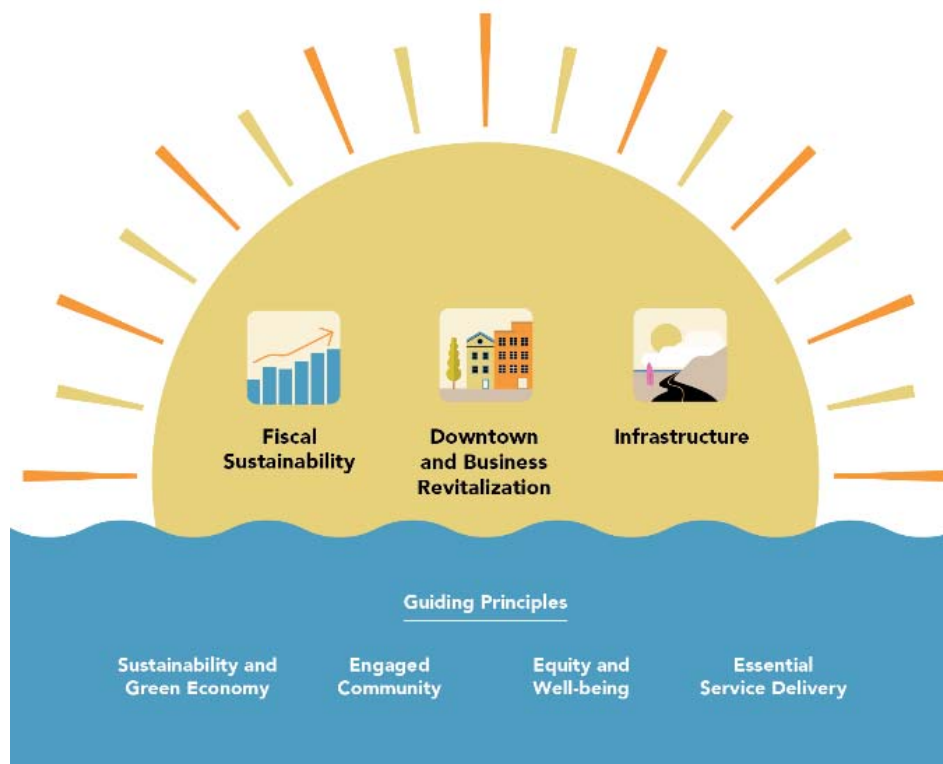 Fiscal
Sustainability
Downtown
and Business
Revitalization
Infrastructure
Guiding Principles
Sustainability and
Green Economy
Engaged
Community
Equity and
Well-being
Essential
Service Delivery